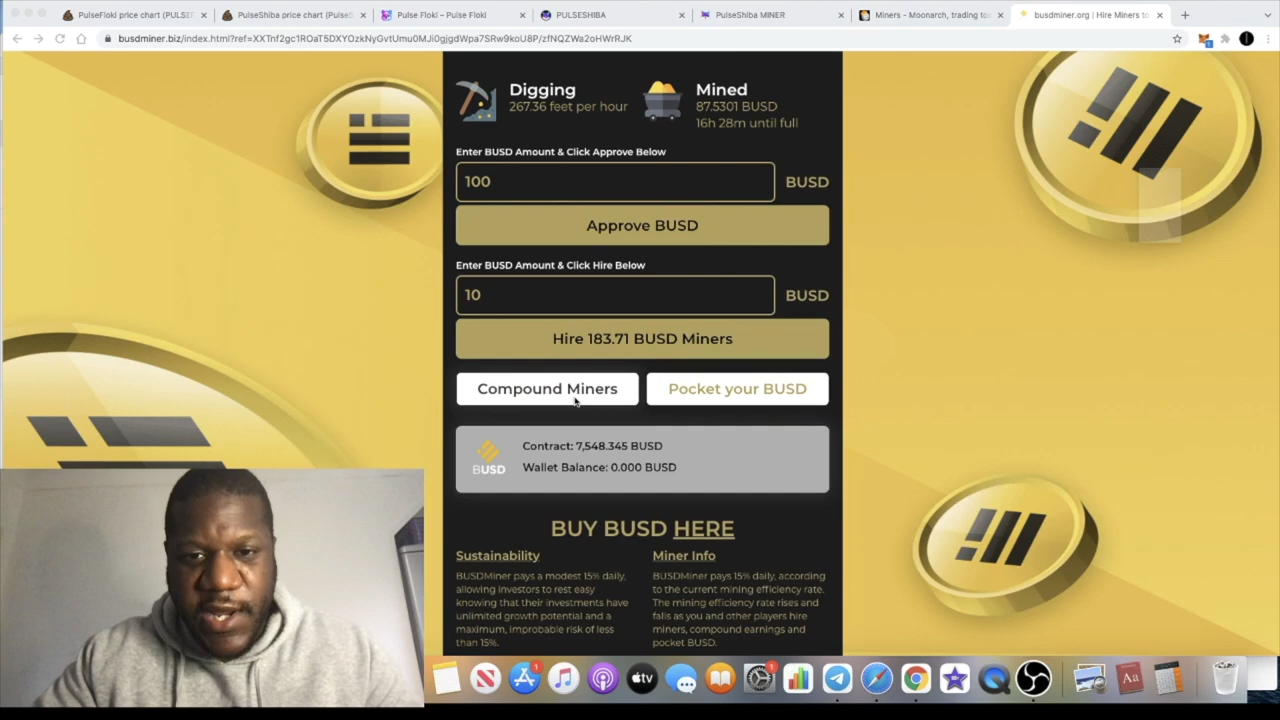 PulseFloki price chart (PULSEF
PulseShiba price chart (PulseS
Pulse Floki – Pulse Floki
PULSESHIBA
PulseShiba MINER
Miners - Moonarch, trading to
busdminer.org | Hire Miners to
busdminer.biz/index.html?ref=XXTnf2gc1ROaT5DXYOzkNyGvtUmu0MJi0gjgdWpa7SRw9koU8P/zfNQZWa2oHWrRJK
Digging
267.36 feet per hour
Mined
87.5301 BUSD
16h 28m until full
Enter BUSD Amount & Click Approve Below
100
BUSD
Approve BUSD
Enter BUSD Amount & Click Hire Below
10
BUSD
Hire 183.71 BUSD Miners
Compound Miners
Pocket your BUSD
Contract: 7,548.345 BUSD
Wallet Balance: 0.000 BUSD
BUSD
BUY BUSD HERE
Sustainability
BUSDMiner pays a modest 15% daily,
allowing investors to rest easy
knowing that their investments have
unlimited growth potential and a
maximum, improbable risk of less
than 15%.
Miner Info
BUSDMiner pays 15% daily, according
to the current mining efficiency rate.
The mining efficiency rate rises and
falls as you and other players hire
miners, compound earnings and
pocket BUSD.
1
tv
1
Aa